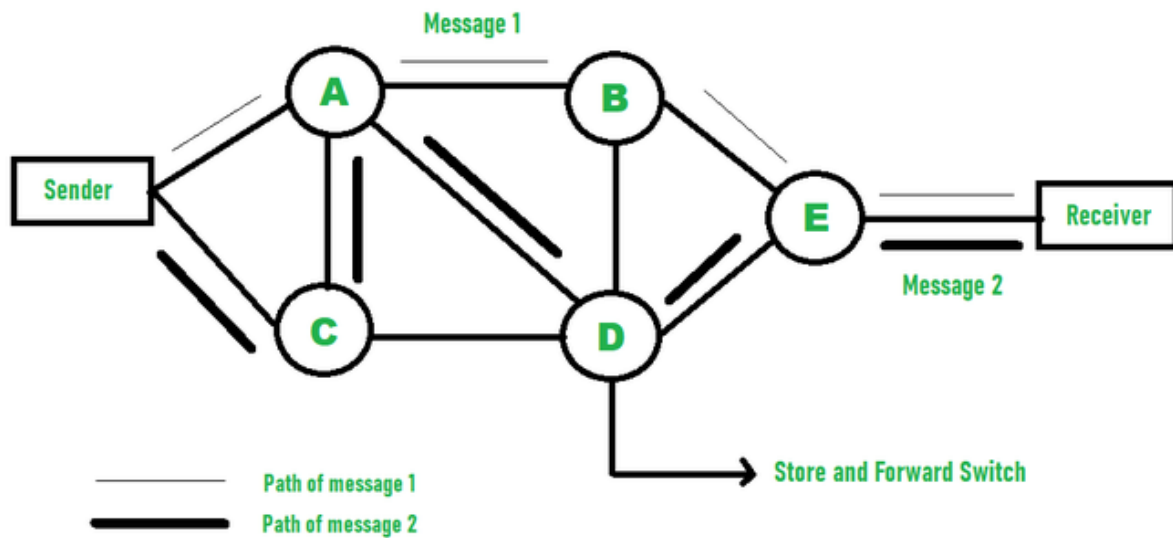 Message 1
A
B
Sender
E
Receiver
Message 2
C
D
Store and Forward Switch
Path of message 1
Path of message 2